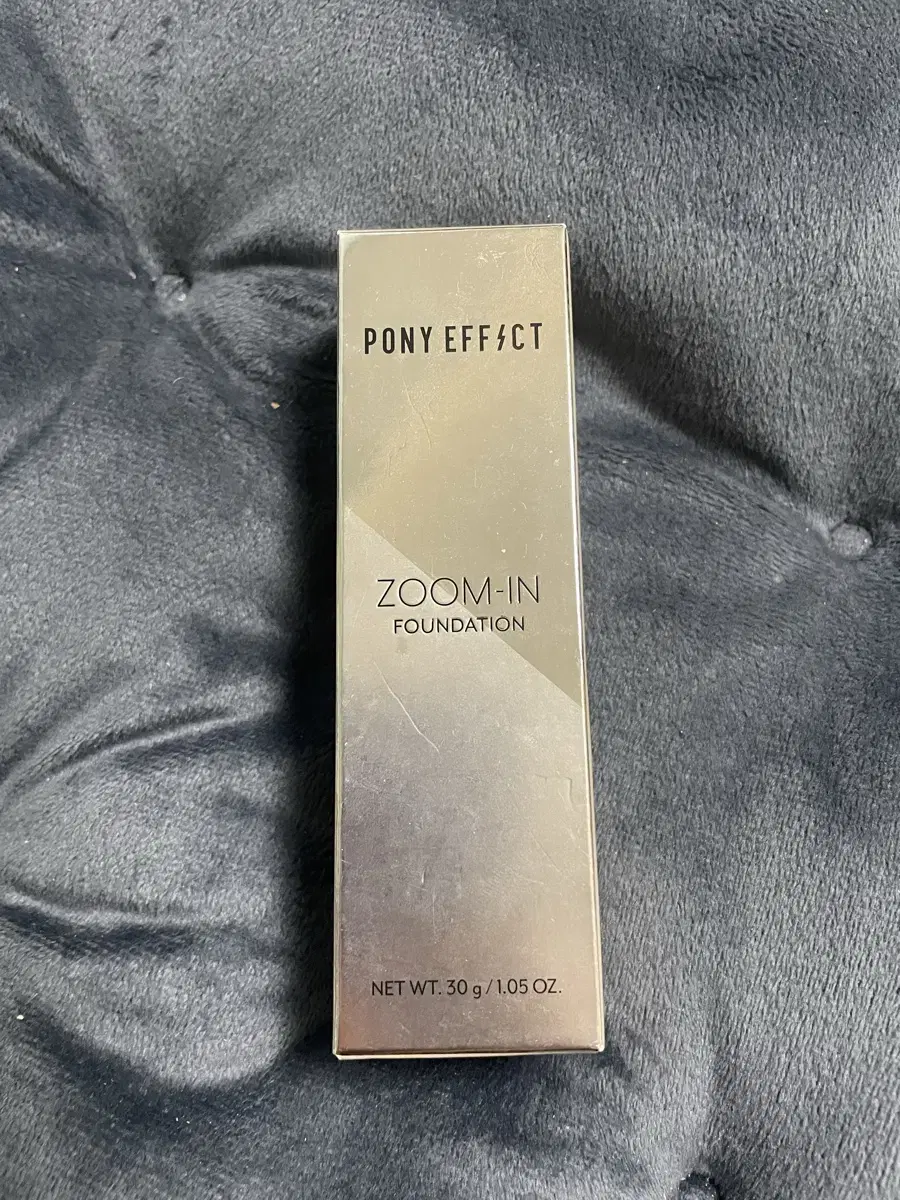 PONY EFFECT
ZOOM-IN
FOUNDATION
NET WT. 30 g / 1.05 OZ.